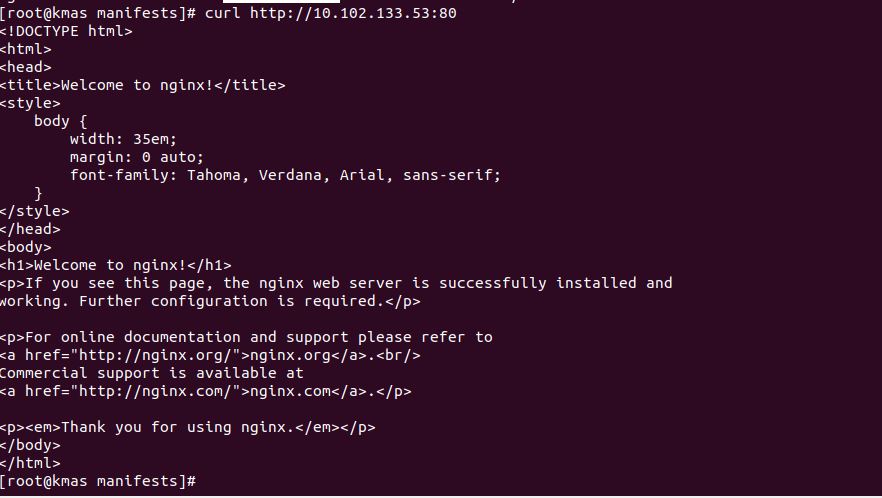 [root@kmas manifests]# curl http://10.102.133.53:80
<!DOCTYPE html>
<html>
<head>
<title>Welcome to nginx!</title>
<style>
    body {
        width: 35em;
        margin: 0 auto;
        font-family: Tahoma, Verdana, Arial, sans-serif;
    }
</style>
</head>
<body>
<h1>Welcome to nginx!</h1>
<p>If you see this page, the nginx web server is successfully installed and
working. Further configuration is required.</p>

<p>For online documentation and support please refer to
<a href="http://nginx.org/">nginx.org</a>.<br/>
Commercial support is available at
<a href="http://nginx.com/">nginx.com</a>.</p>

<p><em>Thank you for using nginx.</em></p>
</body>
</html>
[root@kmas manifests]#